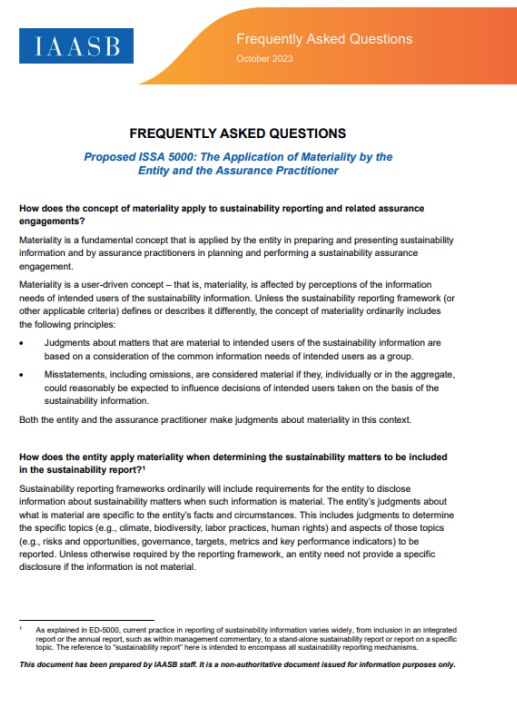 IAASB
Frequently Asked Questions
October 2023
FREQUENTLY ASKED QUESTIONS
Proposed ISSA 5000: The Application of Materiality by the
Entity and the Assurance Practitioner
How does the concept of materiality apply to sustainability reporting and related assurance
engagements?
Materiality is a fundamental concept that is applied by the entity in preparing and presenting sustainability
information and by assurance practitioners in planning and performing a sustainability assurance
engagement.
Materiality is a user-driven concept – that is, materiality, is affected by perceptions of the information
needs of intended users of the sustainability information. Unless the sustainability reporting framework (or
other applicable criteria) defines or describes it differently, the concept of materiality ordinarily includes
the following principles:
• Judgments about matters that are material to intended users of the sustainability information are
based on a consideration of the common information needs of intended users as a group.
• Misstatements, including omissions, are considered material if they, individually or in the aggregate,
could reasonably be expected to influence decisions of intended users taken on the basis of the
sustainability information.
Both the entity and the assurance practitioner make judgments about materiality in this context.
How does the entity apply materiality when determining the sustainability matters to be included
in the sustainability report?¹
Sustainability reporting frameworks ordinarily will include requirements for the entity to disclose
information about sustainability matters when such information is material. The entity's judgments about
what is material are specific to the entity's facts and circumstances. This includes judgments to determine
the specific topics (e.g., climate, biodiversity, labor practices, human rights) and aspects of those topics
(e.g., risks and opportunities, governance, targets, metrics and key performance indicators) to be
reported. Unless otherwise required by the reporting framework, an entity need not provide a specific
disclosure if the information is not material.
¹ As explained in ED-5000, current practice in reporting of sustainability information varies widely, from inclusion in an integrated
report or the annual report, such as within management commentary, to a stand-alone sustainability report or report on a specific
topic. The reference to "sustainability report" here is intended to encompass all sustainability reporting mechanisms.
This document has been prepared by IAASB staff. It is a non-authoritative document issued for information purposes only.